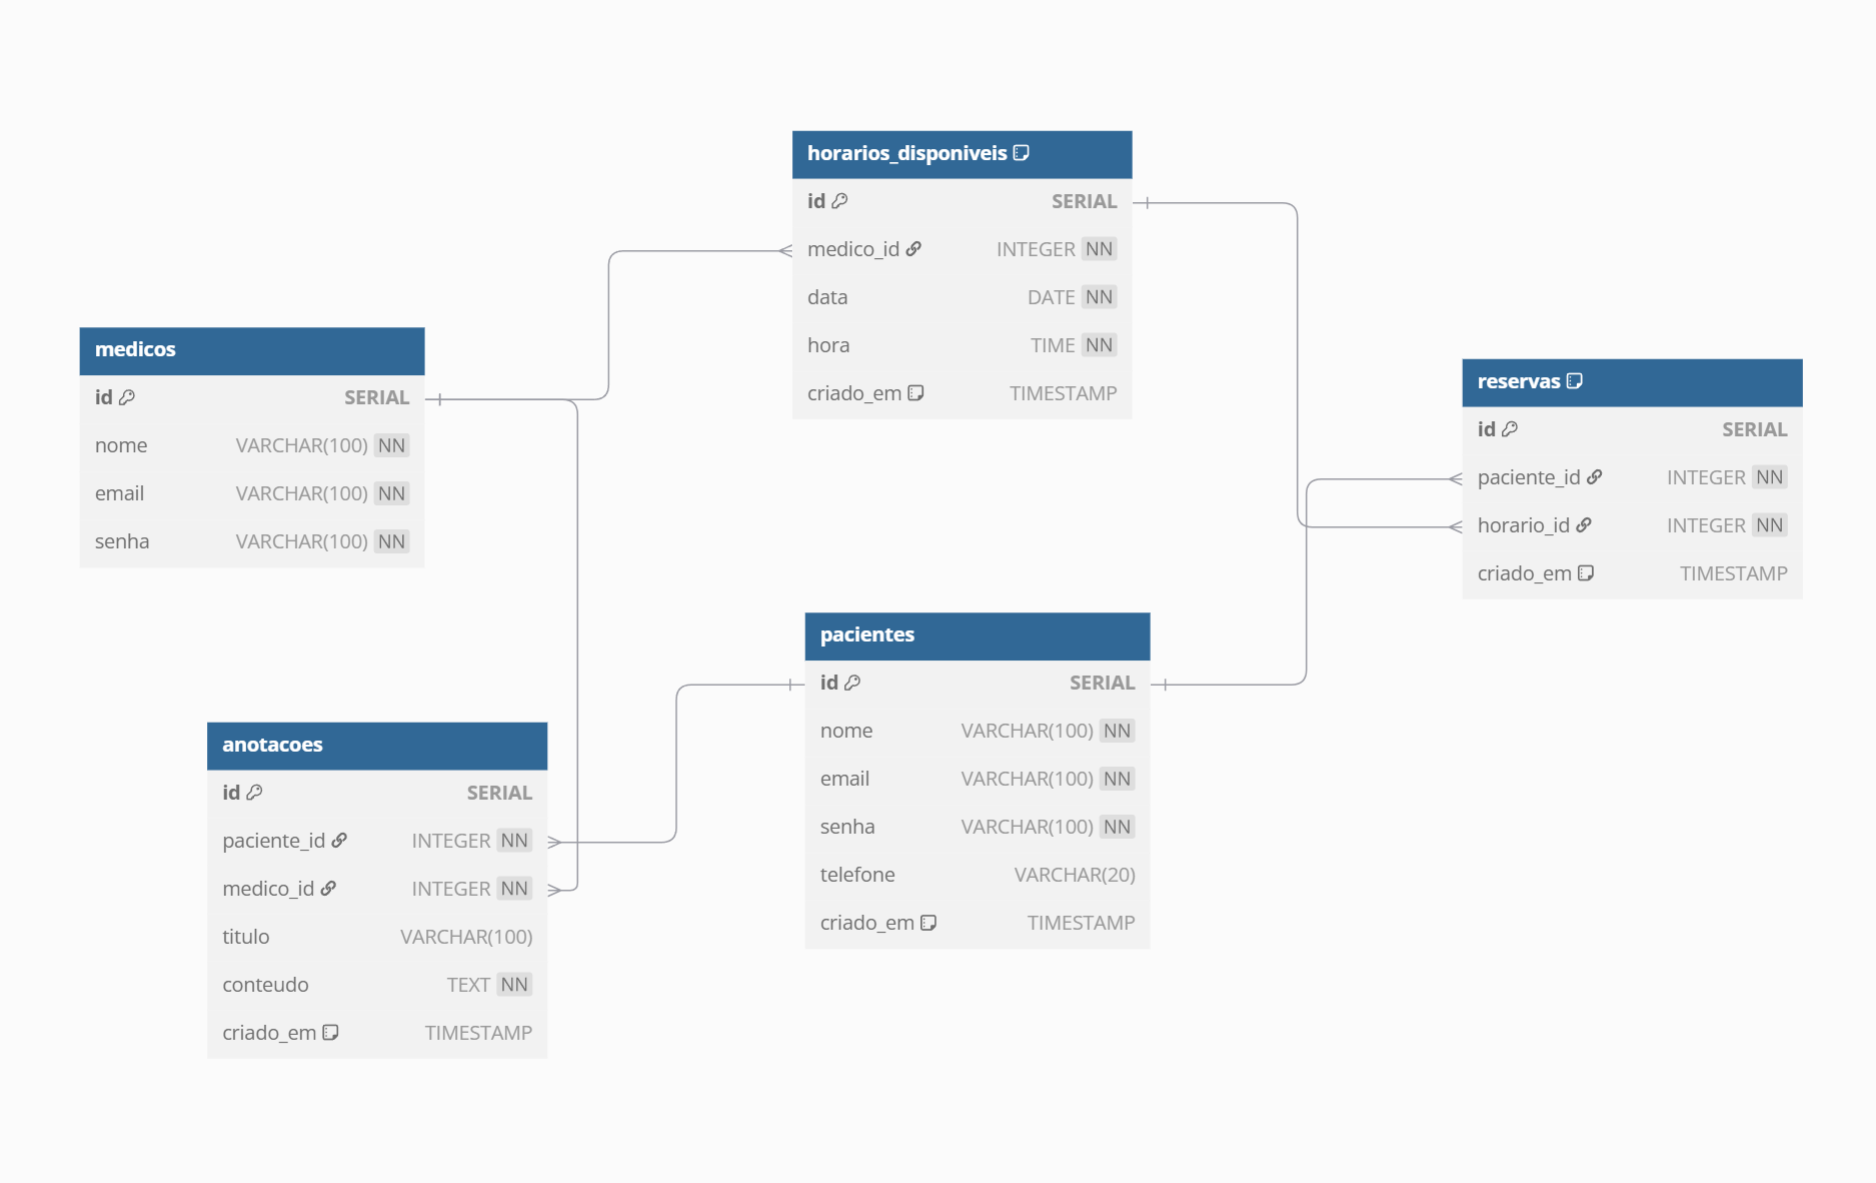 horarios_disponiveis
id SERIAL
medico_id INTEGER NN
data DATE NN
hora TIME NN
criado_em TIMESTAMP
medicos
id SERIAL
nome VARCHAR(100) NN
email VARCHAR(100) NN
senha VARCHAR(100) NN
reservas
id SERIAL
paciente_id INTEGER NN
horario_id INTEGER NN
criado_em TIMESTAMP
pacientes
id SERIAL
nome VARCHAR(100) NN
email VARCHAR(100) NN
senha VARCHAR(100) NN
telefone VARCHAR(20)
criado_em TIMESTAMP
anotacoes
id SERIAL
paciente_id INTEGER NN
medico_id INTEGER NN
titulo VARCHAR(100)
conteudo TEXT NN
criado_em TIMESTAMP